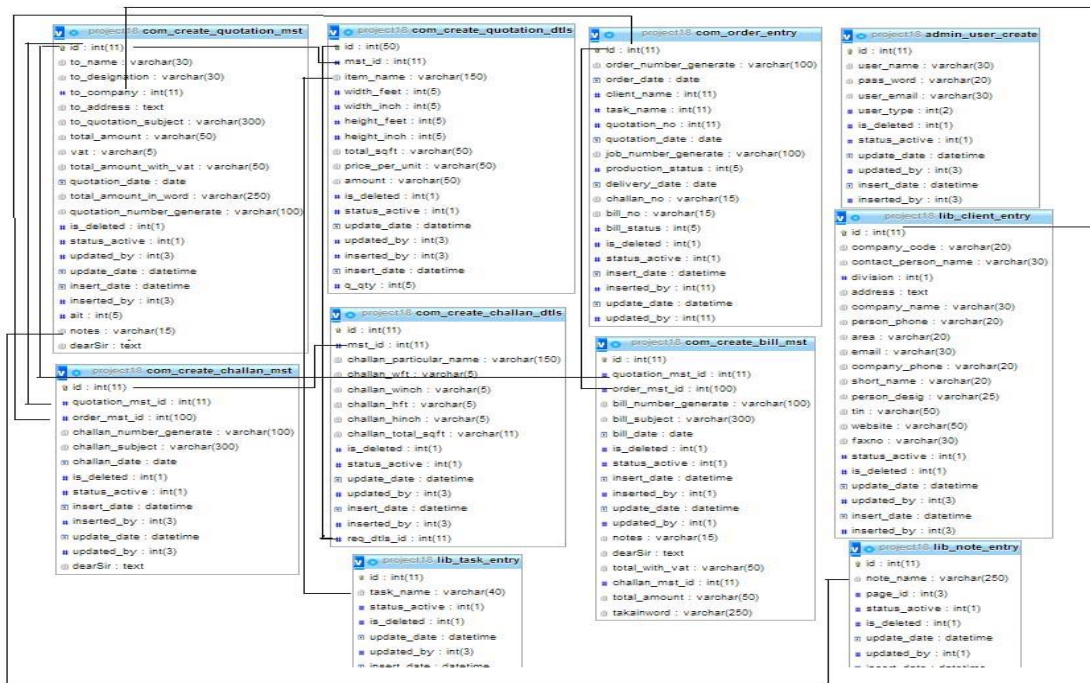 project18 com_create_quotation_mst
id : int(11)
to_name : varchar(30)
to_designation : varchar(30)
to_company : int(11)
to_address : text
to_quotation_subject : varchar(300)
total_amount : varchar(50)
vat : varchar(5)
total_amount_with_vat : varchar(50)
quotation_date : date
total_amount_in_word : varchar(250)
quotation_number_generate : varchar(100)
is_deleted : int(1)
status_active : int(1)
updated_by : int(3)
update_date : datetime
insert_date : datetime
inserted_by : int(3)
ait : int(5)
notes : varchar(15)
dearSir : text
project18 com_create_quotation_dtls
id : int(50)
mst_id : int(11)
item_name : varchar(150)
width_feet : int(5)
width_inch : int(5)
height_feet : int(5)
height_inch : int(5)
total_sqft : varchar(50)
price_per_unit : varchar(50)
amount : varchar(50)
is_deleted : int(1)
status_active : int(1)
update_date : datetime
updated_by : int(3)
inserted_by : int(3)
insert_date : datetime
q_qty : int(5)
project18 com_order_entry
id : int(11)
order_number_generate : varchar(100)
order_date : date
client_name : int(11)
task_name : int(11)
quotation_no : int(11)
quotation_date : date
job_number_generate : varchar(100)
production_status : int(5)
delivery_date : date
challan_no : varchar(15)
bill_no : varchar(15)
bill_status : int(5)
is_deleted : int(1)
status_active : int(1)
insert_date : datetime
inserted_by : int(11)
update_date : datetime
updated_by : int(11)
project18 admin_user_create
id : int(11)
user_name : varchar(30)
pass_word : varchar(20)
user_email : varchar(30)
user_type : int(2)
is_deleted : int(1)
status_active : int(1)
update_date : datetime
updated_by : int(3)
insert_date : datetime
inserted_by : int(3)
project18 lib_client_entry
id : int(11)
company_code : varchar(20)
contact_person_name : varchar(30)
division : int(1)
address : text
company_name : varchar(30)
person_phone : varchar(20)
area : varchar(20)
email : varchar(30)
company_phone : varchar(20)
short_name : varchar(20)
person_desig : varchar(25)
tin : varchar(50)
website : varchar(50)
faxno : varchar(30)
status_active : int(1)
is_deleted : int(1)
update_date : datetime
updated_by : int(3)
insert_date : datetime
inserted_by : int(3)
project18 com_create_challan_mst
id : int(11)
quotation_mst_id : int(11)
order_mst_id : int(100)
challan_number_generate : varchar(100)
challan_subject : varchar(300)
challan_date : date
is_deleted : int(1)
status_active : int(1)
insert_date : datetime
inserted_by : int(3)
update_date : datetime
updated_by : int(3)
dearSir : text
project18 com_create_challan_dtls
id : int(11)
mst_id : int(11)
challan_particular_name : varchar(150)
challan_wft : varchar(5)
challan_winch : varchar(5)
challan_hft : varchar(5)
challan_hinch : varchar(5)
challan_total_sqft : varchar(11)
is_deleted : int(1)
status_active : int(1)
update_date : datetime
updated_by : int(3)
insert_date : datetime
inserted_by : int(3)
req_dtls_id : int(11)
project18 com_create_bill_mst
id : int(11)
quotation_mst_id : int(11)
order_mst_id : int(100)
bill_number_generate : varchar(100)
bill_subject : varchar(300)
bill_date : date
is_deleted : int(1)
status_active : int(1)
insert_date : datetime
inserted_by : int(1)
update_date : datetime
updated_by : int(1)
notes : varchar(15)
dearSir : text
total_with_vat : varchar(50)
challan_mst_id : int(11)
total_amount : varchar(50)
takainword : varchar(250)
project18 lib_task_entry
id : int(11)
task_name : varchar(40)
status_active : int(1)
is_deleted : int(1)
update_date : datetime
updated_by : int(3)
insert_date : datetime
project18 lib_note_entry
id : int(11)
note_name : varchar(250)
page_id : int(3)
status_active : int(1)
is_deleted : int(1)
update_date : datetime
updated_by : int(1)
insert_date : datetime